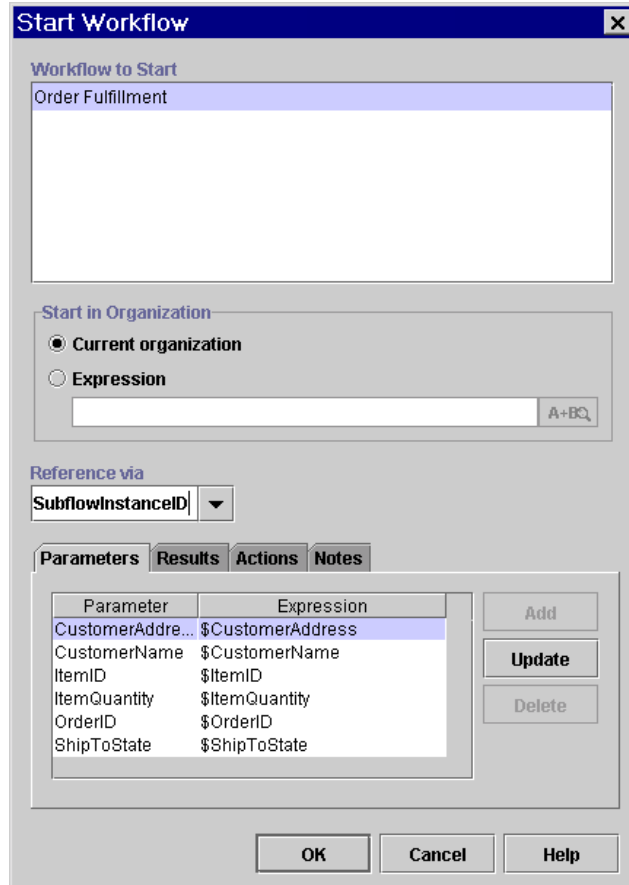 Start Workflow
Workflow to Start
Order Fulfillment
Start in Organization
Current organization
Expression
A+B
Reference via
SubflowInstanceID
Parameters Results Actions Notes
Parameter Expression
CustomerAddre... $CustomerAddress
CustomerName $CustomerName
ItemID $ItemID
ItemQuantity $ItemQuantity
OrderID $OrderID
ShipToState $ShipToState
Add
Update
Delete
OK Cancel Help